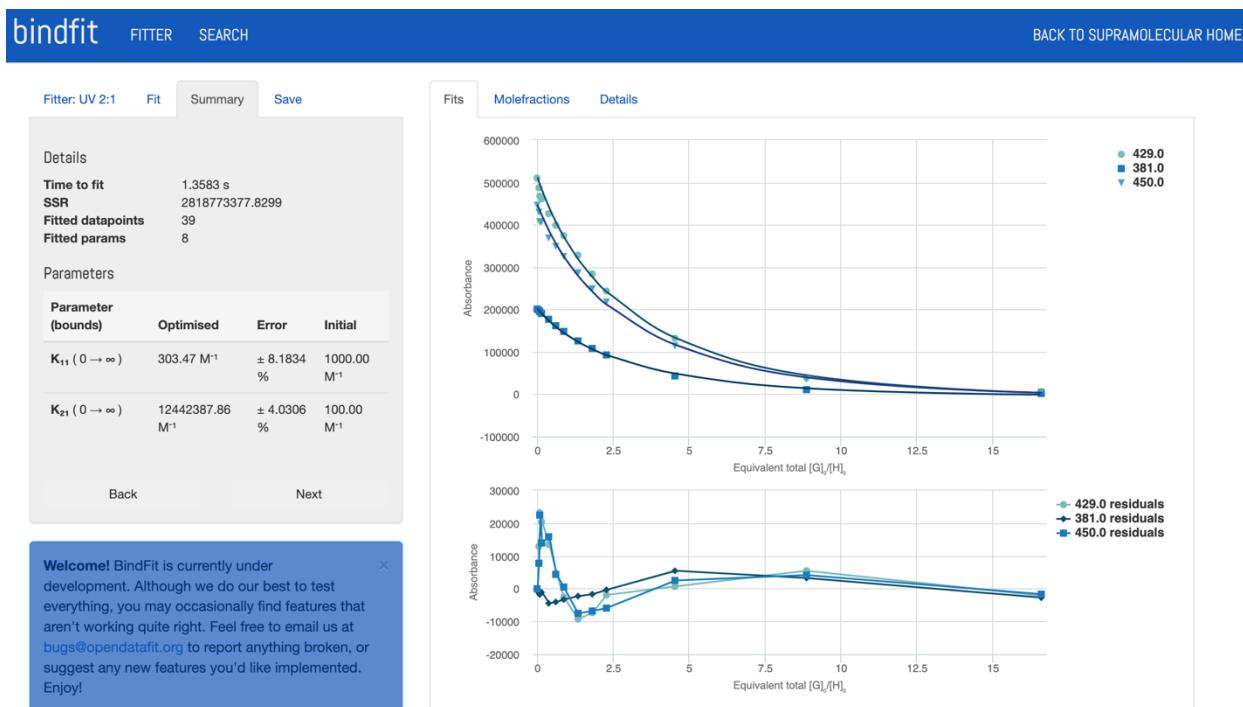 bindfit FITTER SEARCH BACK TO SUPRAMOLECULAR HOME
Fitter: UV 2:1 Fit Summary Save
Details
Time to fit 1.3583 s
SSR 2818773377.8299
Fitted datapoints 39
Fitted params 8
Parameters
Parameter
(bounds) Optimised Error Initial
K₁₁ ( 0 → ∞ ) 303.47 M⁻¹ ± 8.1834 1000.00
% M⁻¹
K₂₁ ( 0 → ∞ ) 12442387.86 ± 4.0306 100.00
M⁻¹ % M⁻¹
Back Next
Welcome! BindFit is currently under ×
development. Although we do our best to test
everything, you may occasionally find features that
aren't working quite right. Feel free to email us at
bugs@opendatafit.org to report anything broken, or
suggest any new features you'd like implemented.
Enjoy!
Fits Molefractions Details
600000
500000
400000
300000
200000
100000
0
-100000
Absorbance
0 2.5 5 7.5 10 12.5 15
Equivalent total [G]₀/[H]₀
429.0
381.0
450.0
30000
20000
10000
0
-10000
-20000
Absorbance
0 2.5 5 7.5 10 12.5 15
Equivalent total [G]₀/[H]₀
429.0 residuals
381.0 residuals
450.0 residuals